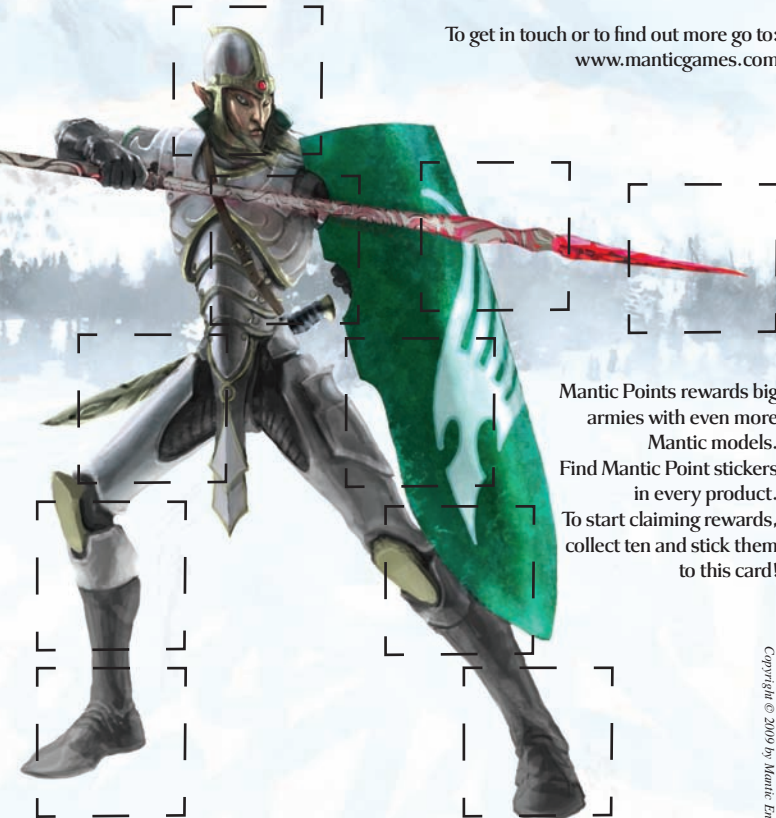 To get in touch or to find out more go to:
www.manticgames.com
Mantic Points rewards big
armies with even more
Mantic models.
Find Mantic Point stickers
in every product.
To start claiming rewards,
collect ten and stick them
to this card!
Copyright © 2009 by Mantic